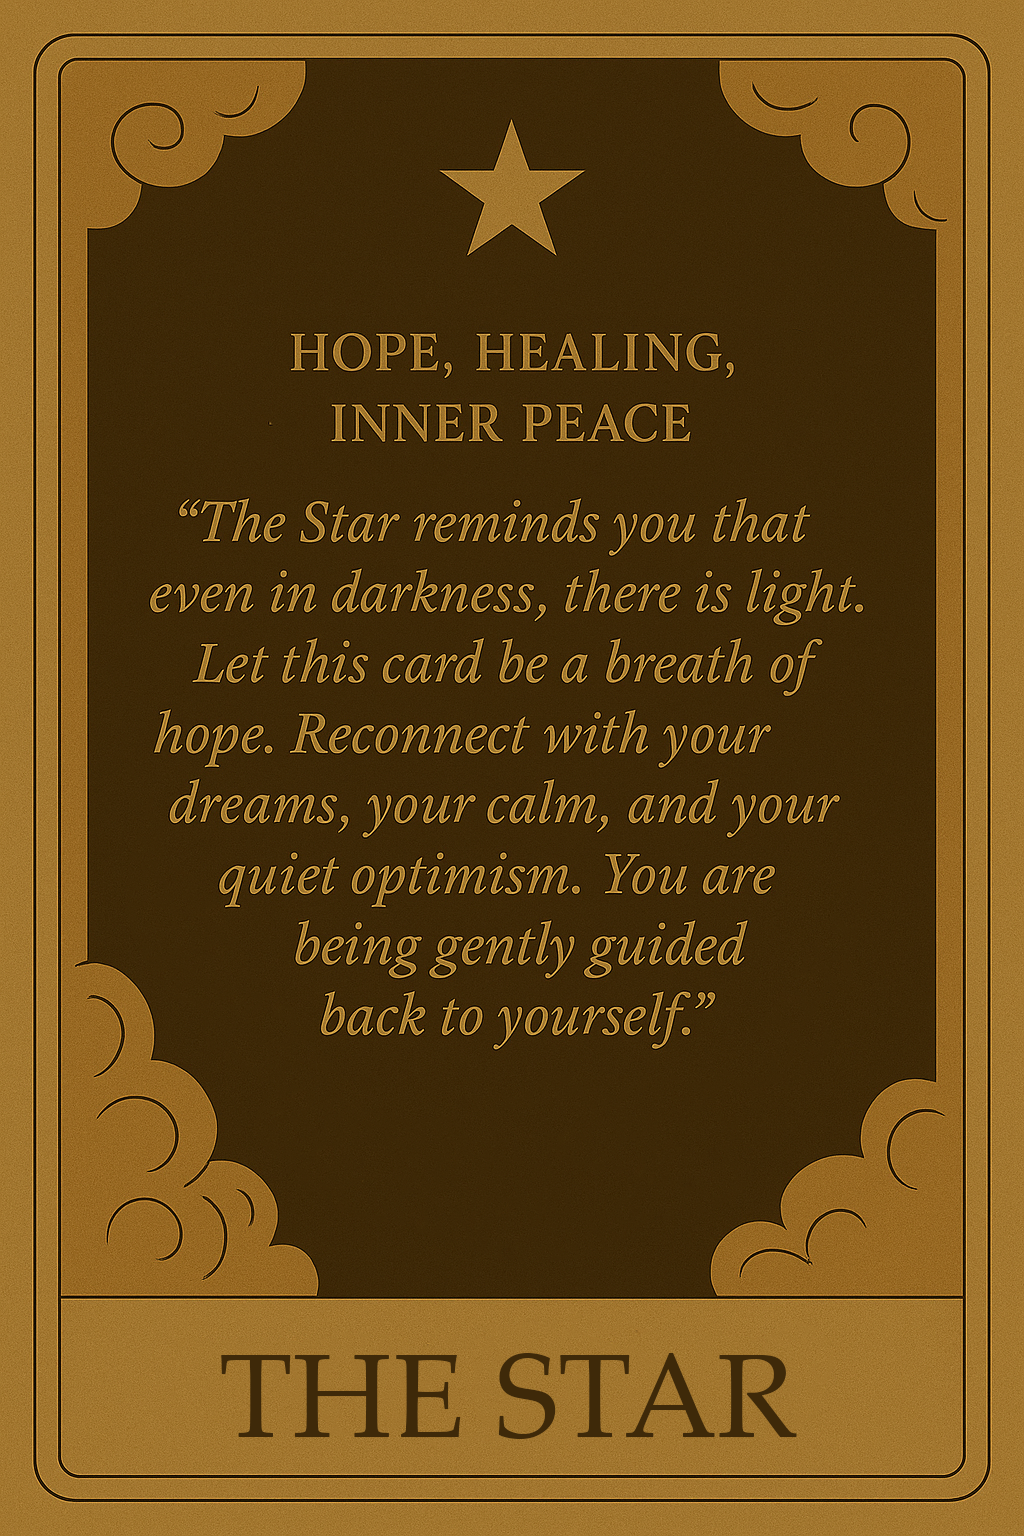 HOPE, HEALING,
INNER PEACE
“The Star reminds you that
even in darkness, there is light.
Let this card be a breath of
hope. Reconnect with your
dreams, your calm, and your
quiet optimism. You are
being gently guided
back to yourself.”
THE STAR